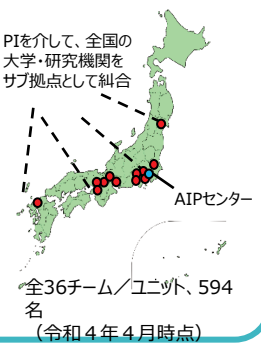 PIを介して、全国の
大学・研究機関を
サブ拠点として糾合
AIPセンター
全36チーム／ユニット、594
名
（令和４年４月時点）